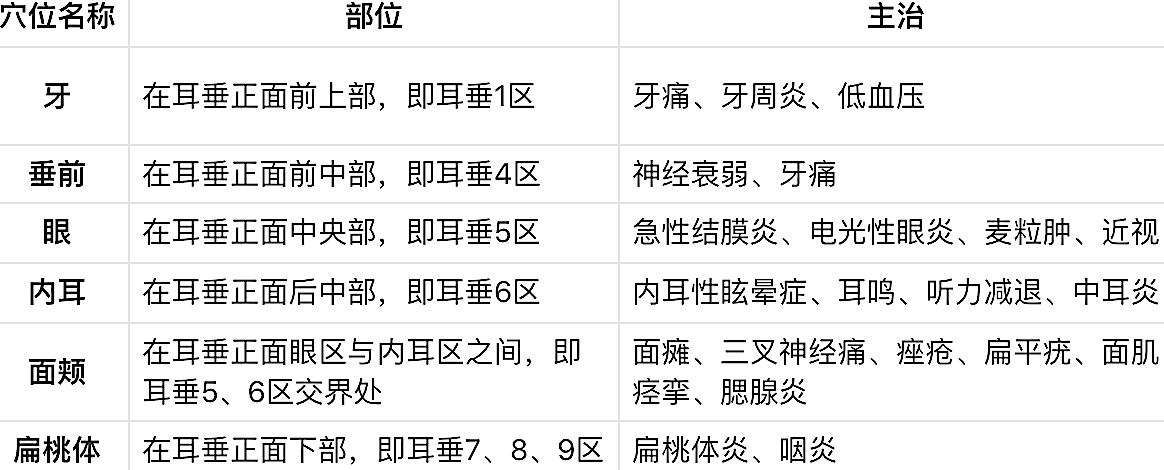 穴位名称 部位 主治
牙 在耳垂正面前上部，即耳垂1区 牙痛、牙周炎、低血压
垂前 在耳垂正面前中部，即耳垂4区 神经衰弱、牙痛
眼 在耳垂正面中央部，即耳垂5区 急性结膜炎、电光性眼炎、麦粒肿、近视
内耳 在耳垂正面后中部，即耳垂6区 内耳性眩晕症、耳鸣、听力减退、中耳炎
面颊 在耳垂正面眼区与内耳区之间，即 面瘫、三叉神经痛、痤疮、扁平疣、面肌
耳垂5、6区交界处 痉挛、腮腺炎
扁桃体 在耳垂正面下部，即耳垂7、8、9区 扁桃体炎、咽炎